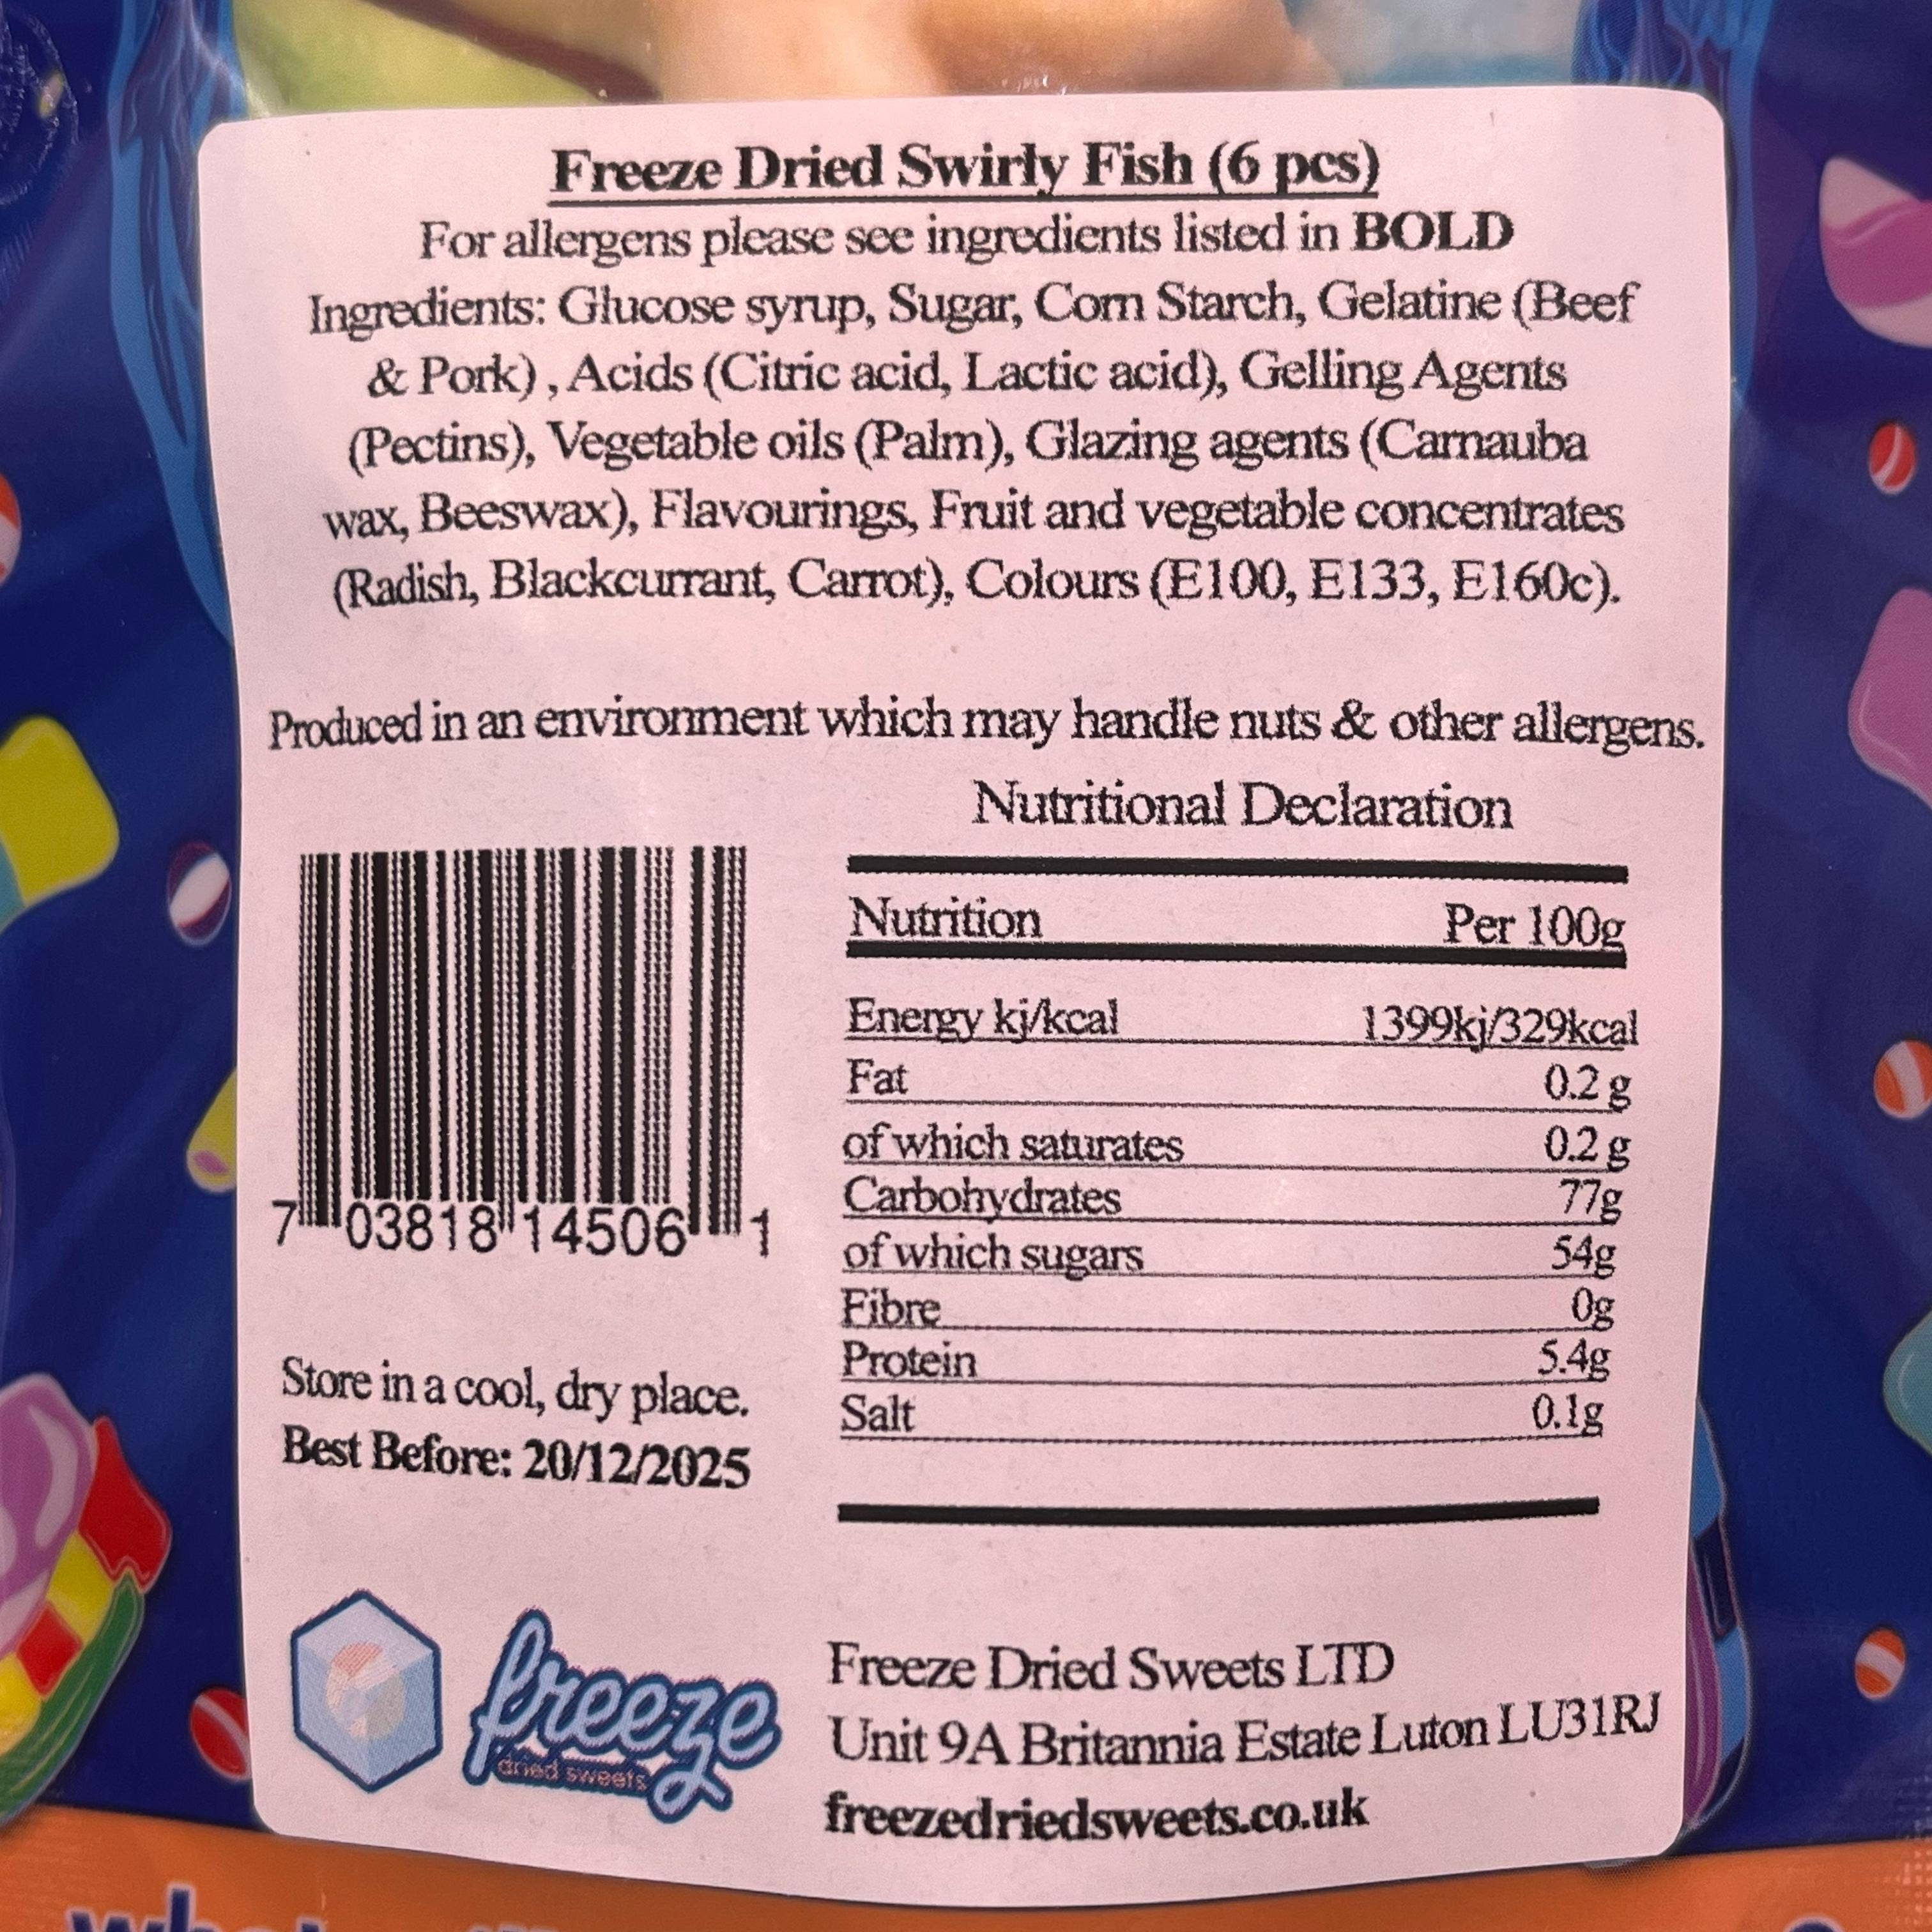 Freeze Dried Swirly Fish (6 pcs)
For allergens please see ingredients listed in BOLD
Ingredients: Glucose syrup, Sugar, Corn Starch, Gelatine (Beef
& Pork) , Acids (Citric acid, Lactic acid), Gelling Agents
(Pectins), Vegetable oils (Palm), Glazing agents (Carnauba
wax, Beeswax), Flavourings, Fruit and vegetable concentrates
(Radish, Blackcurrant, Carrot), Colours (E100, E133, E160c).
Produced in an environment which may handle nuts & other allergens.
Nutritional Declaration
Nutrition Per 100g
Energy kj/kcal 1399kj/329kcal
Fat 0.2 g
of which saturates 0.2 g
Carbohydrates 77g
of which sugars 54g
Fibre 0g
Protein 5.4g
Salt 0.1g
7 03818 14506 1
Store in a cool, dry place.
Best Before: 20/12/2025
freeze
dried sweets
Freeze Dried Sweets LTD
Unit 9A Britannia Estate Luton LU31RJ
freezedriedsweets.co.uk